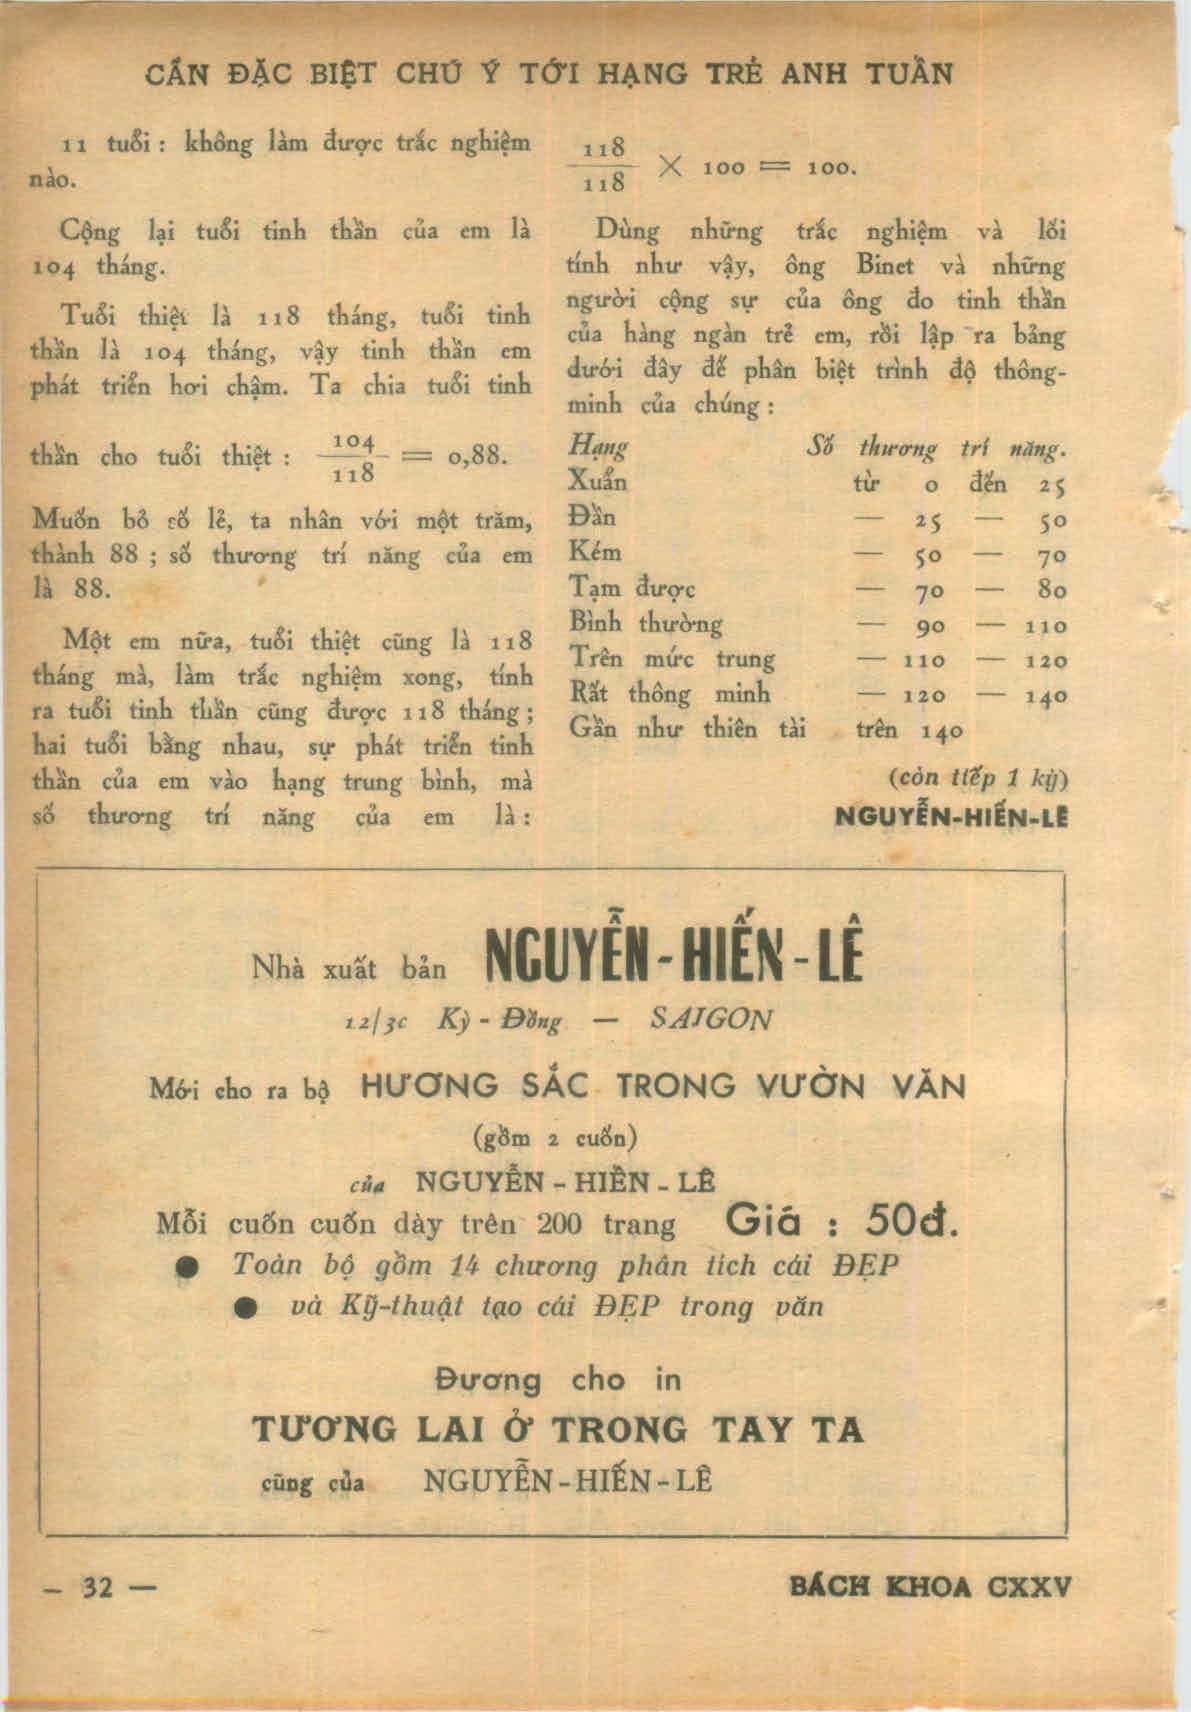 CẦN ĐẶC BIỆT CHÚ Ý TỚI HẠNG TRẺ ANH TUẤN
11 tuổi : không làm được trắc nghiệm
nào.
Cộng lại tuổi tinh thần của em là
104 tháng.
Tuổi thiệt là 118 tháng, tuổi tinh
thần là 104 tháng, vậy tinh thần em
phát triển hơi chậm. Ta chia tuổi tinh
thần cho tuổi thiệt : 104/118 = 0,88.
Muốn bỏ số lẻ, ta nhân với một trăm,
thành 88 ; số thương trí năng của em
là 88.
Một em nữa, tuổi thiệt cũng là 118
tháng mà, làm trắc nghiệm xong, tính
ra tuổi tinh thần cũng được 118 tháng ;
hai tuổi bằng nhau, sự phát triển tinh
thần của em vào hạng trung bình, mà
số thương trí năng của em là :
118/118 × 100 = 100.
Dùng những trắc nghiệm và lối
tính như vậy, ông Binet và những
người cộng sự của ông đo tinh thần
của hàng ngàn trẻ em, rồi lập ra bảng
dưới đây để phân biệt trình độ thông-
minh của chúng :
Hạng Số thương trí năng.
Xuẩn từ 0 đến 25
Đần — 25 — 50
Kém — 50 — 70
Tạm được — 70 — 80
Bình thường — 90 — 110
Trên mức trung — 110 — 120
Rất thông minh — 120 — 140
Gần như thiên tài trên 140
(còn tiếp 1 kỳ)
NGUYỄN-HIẾN-LÊ
Nhà xuất bản NGUYỄN - HIẾN - LÊ
12/3c Kỳ - Đồng — SAIGON
Mới cho ra bộ HƯƠNG SẮC TRONG VƯỜN VĂN
(gồm 2 cuốn)
của NGUYỄN - HIẾN - LÊ
Mỗi cuốn cuốn dày trên 200 trang Giá : 50đ.
● Toàn bộ gồm 14 chương phân tích cái ĐẸP
● và Kỹ-thuật tạo cái ĐẸP trong văn
Đương cho in
TƯƠNG LAI Ở TRONG TAY TA
cũng của NGUYỄN - HIẾN - LÊ
— 32 —
BÁCH KHOA CXXV